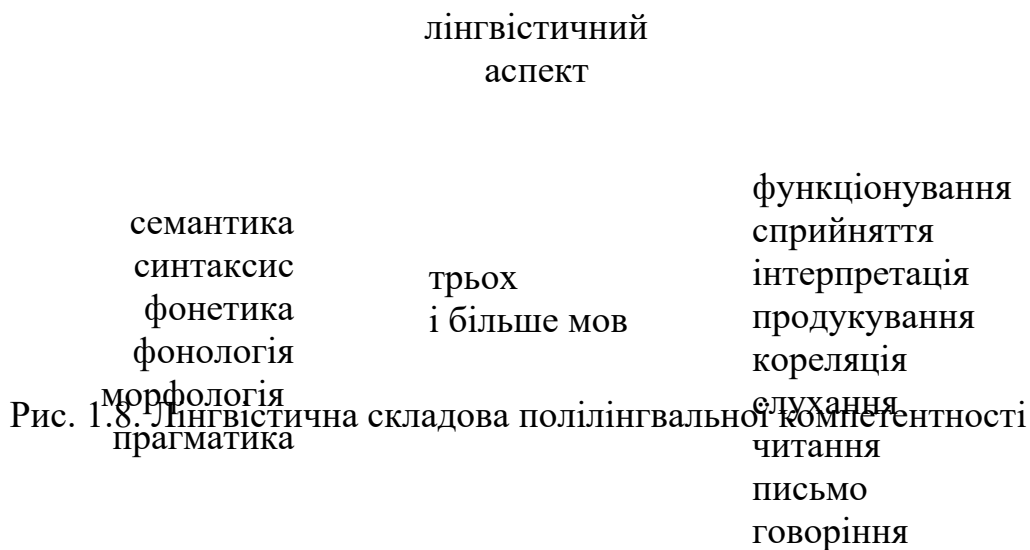 лінгвістичний
аспект
семантика
синтаксис
фонетика
фонологія
морфологія
прагматика
трьох
і більше мов
функціонування
сприйняття
інтерпретація
продукування
кореляція
слухання
читання
письмо
говоріння
Рис. 1.8. Лінгвістична складова полілінгвальної компетентності